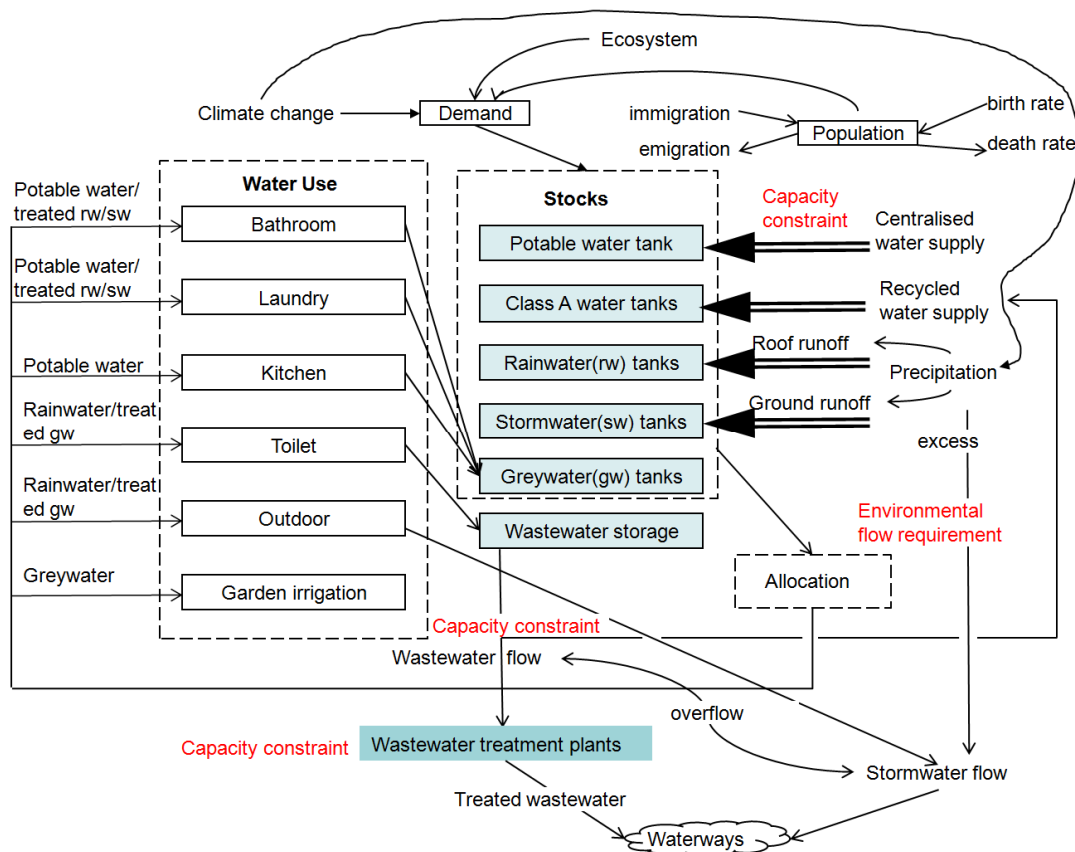 Ecosystem
Climate change
Demand
immigration
birth rate
Population
emigration
death rate
Potable water/
treated rw/sw
Water Use
Stocks
Capacity
constraint
Bathroom
Potable water tank
Centralised
water supply
Potable water/
treated rw/sw
Laundry
Class A water tanks
Recycled
water supply
Potable water
Kitchen
Rainwater(rw) tanks
Roof runoff
Precipitation
Rainwater/treat
ed gw
Toilet
Stormwater(sw) tanks
Ground runoff
excess
Rainwater/treat
ed gw
Outdoor
Greywater(gw) tanks
Wastewater storage
Environmental
flow requirement
Greywater
Garden irrigation
Allocation
Capacity constraint
Wastewater flow
overflow
Capacity constraint
Wastewater treatment plants
Stormwater flow
Treated wastewater
Waterways